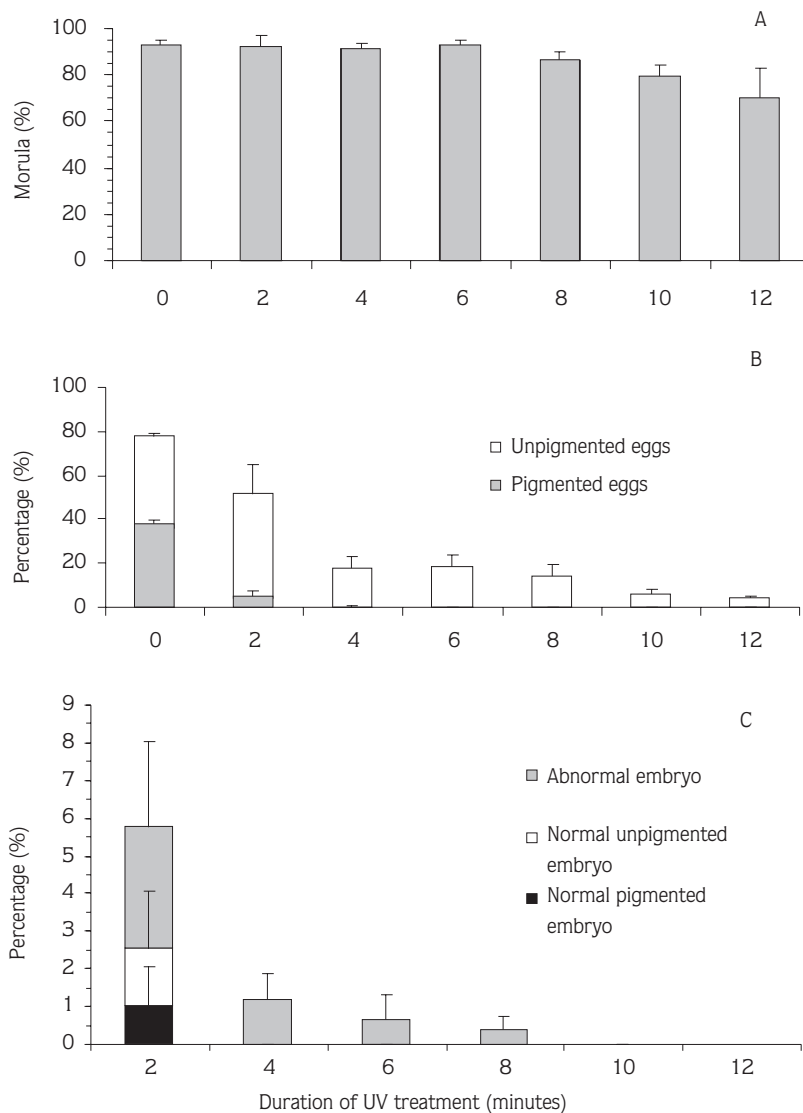 A
100
80
60
40
20
0
Morula (%)
0 2 4 6 8 10 12
B
100
80
60
40
20
0
Percentage (%)
Unpigmented eggs
Pigmented eggs
0 2 4 6 8 10 12
C
9
8
7
6
5
4
3
2
1
0
Percentage (%)
Abnormal embryo
Normal unpigmented
embryo
Normal pigmented
embryo
2 4 6 8 10 12
Duration of UV treatment (minutes)